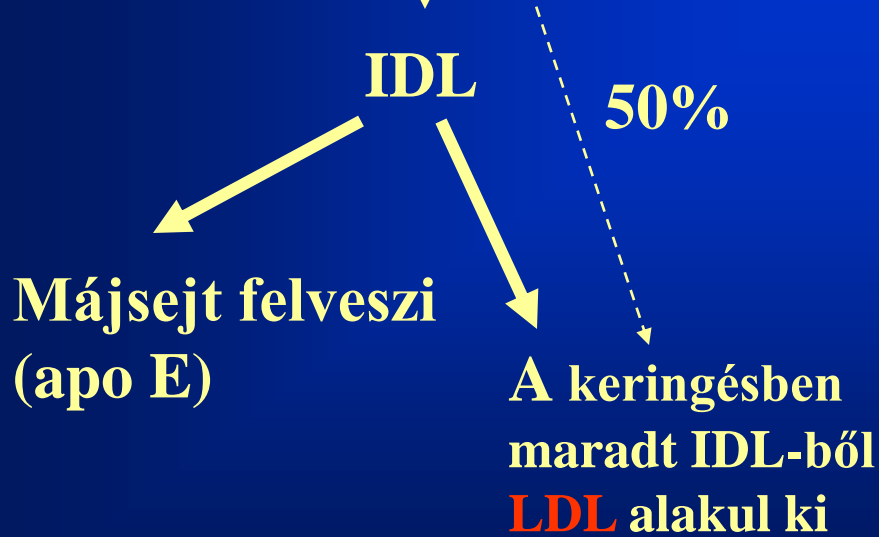 IDL
50%
Májsejt felveszi
(apo E)
A keringésben
maradt IDL-ből
LDL alakul ki